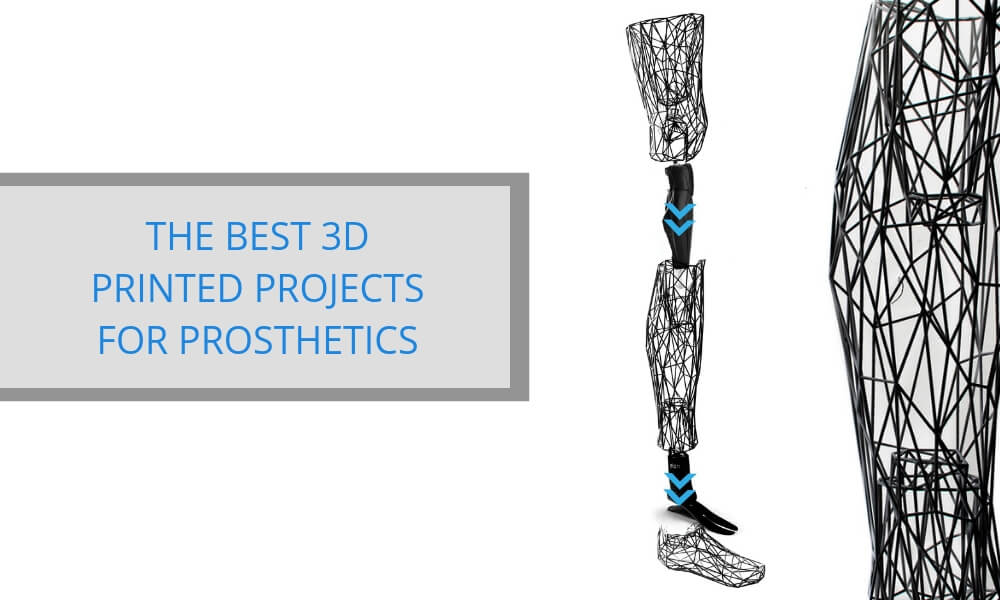 THE BEST 3D
PRINTED PROJECTS
FOR PROSTHETICS